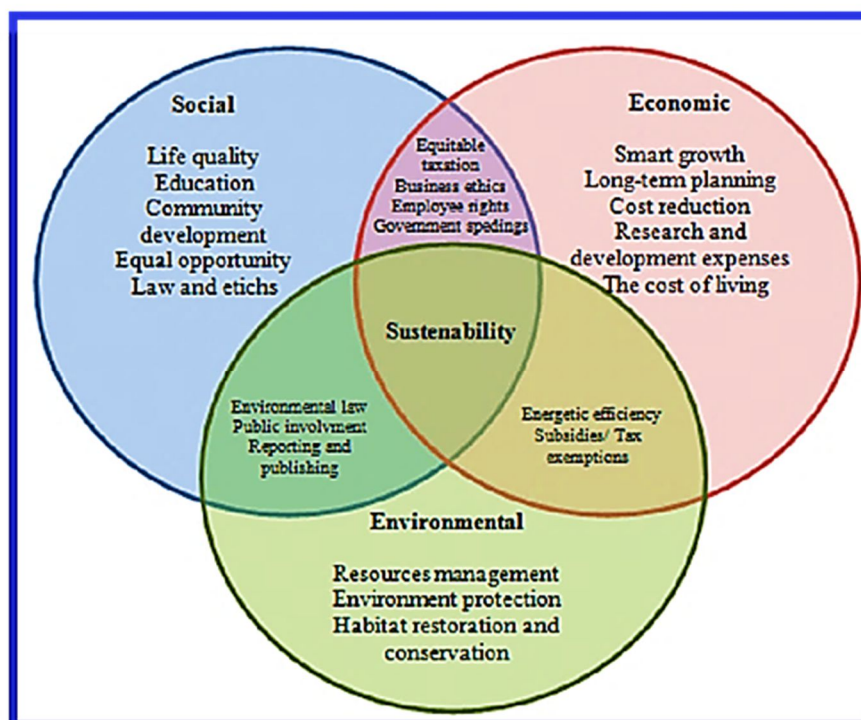 Social
Life quality
Education
Community
development
Equal opportunity
Law and etichs
Equitable
taxation
Business ethics
Employee rights
Government spedings
Economic
Smart growth
Long-term planning
Cost reduction
Research and
development expenses
The cost of living
Sustenability
Environmental law
Public involvment
Reporting and
publishing
Energetic efficiency
Subsidies/ Tax
exemptions
Environmental
Resources management
Environment protection
Habitat restoration and
conservation